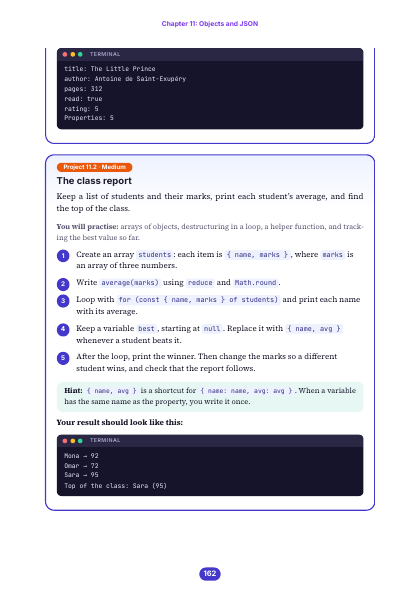 Chapter 11: Objects and JSON
TERMINAL
title: The Little Prince
author: Antoine de Saint-Exupéry
pages: 312
read: true
rating: 5
Properties: 5
Project 11.2 · Medium
The class report
Keep a list of students and their marks, print each student's average, and find
the top of the class.
You will practise: arrays of objects, destructuring in a loop, a helper function, and track-
ing the best value so far.
1 Create an array students: each item is { name, marks }, where marks is
an array of three numbers.
2 Write average(marks) using reduce and Math.round.
3 Loop with for (const { name, marks } of students) and print each name
with its average.
4 Keep a variable best, starting at null. Replace it with { name, avg }
whenever a student beats it.
5 After the loop, print the winner. Then change the marks so a different
student wins, and check that the report follows.
Hint: { name, avg } is a shortcut for { name: name, avg: avg }. When a variable
has the same name as the property, you write it once.
Your result should look like this:
TERMINAL
Mona → 92
Omar → 72
Sara → 95
Top of the class: Sara (95)
162